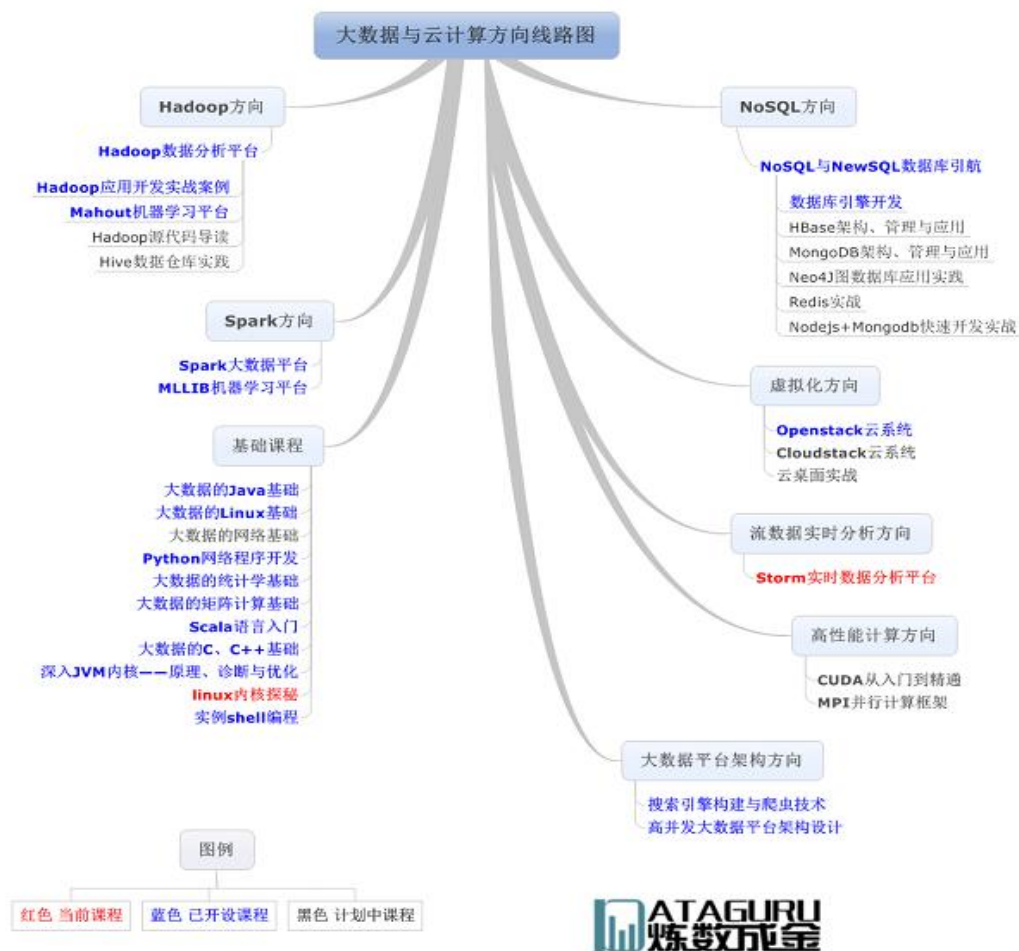 大数据与云计算方向线路图
Hadoop方向
Hadoop数据分析平台
Hadoop应用开发实战案例
Mahout机器学习平台
Hadoop源代码导读
Hive数据仓库实践
Spark方向
Spark大数据平台
MLLIB机器学习平台
基础课程
大数据的Java基础
大数据的Linux基础
大数据的网络基础
Python网络程序开发
大数据的统计学基础
大数据的矩阵计算基础
Scala语言入门
大数据的C、C++基础
深入JVM内核——原理、诊断与优化
linux内核探秘
实例shell编程
NoSQL方向
NoSQL与NewSQL数据库引航
数据库引擎开发
HBase架构、管理与应用
MongoDB架构、管理与应用
Neo4J图数据库应用实践
Redis实战
Nodejs+Mongodb快速开发实战
虚拟化方向
Openstack云系统
Cloudstack云系统
云桌面实战
流数据实时分析方向
Storm实时数据分析平台
高性能计算方向
CUDA从入门到精通
MPI并行计算框架
大数据平台架构方向
搜索引擎构建与爬虫技术
高并发大数据平台架构设计
图例
红色 当前课程
蓝色 已开设课程
黑色 计划中课程
ATAGURU
炼数成金